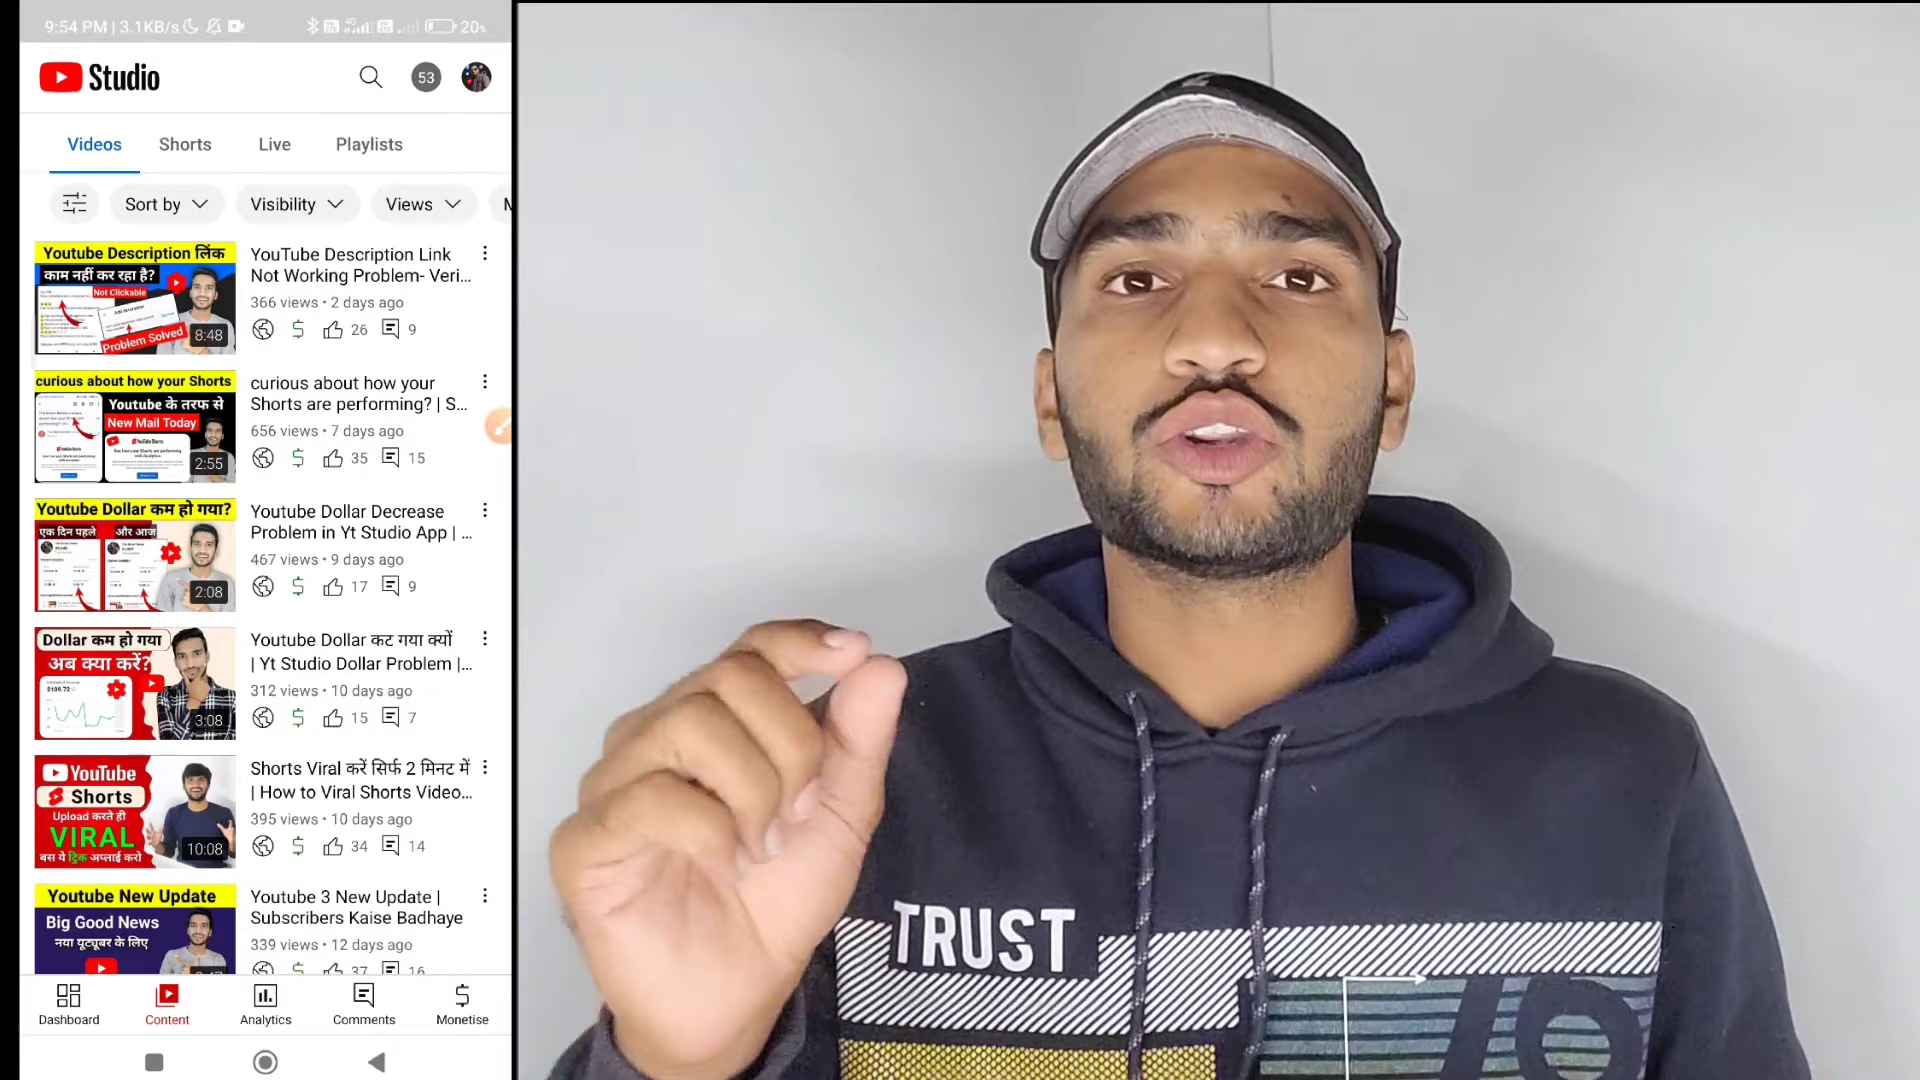 9:54 PM | 3.1KB/s 4G 20%
Studio 53
Videos Shorts Live Playlists
Sort by Visibility Views
Youtube Description लिंक
काम नहीं कर रहा है?
Not Clickable
Problem Solved
8:48
YouTube Description Link
Not Working Problem- Veri...
366 views • 2 days ago
26 9
curious about how your Shorts
Youtube के तरफ से
New Mail Today
2:55
curious about how your
Shorts are performing? | S...
656 views • 7 days ago
35 15
Youtube Dollar कम हो गया?
एक दिन पहले और आज
2:08
Youtube Dollar Decrease
Problem in Yt Studio App | ...
467 views • 9 days ago
17 9
Dollar कम हो गया
अब क्या करें?
$109.72
3:08
Youtube Dollar कट गया क्यों
| Yt Studio Dollar Problem |...
312 views • 10 days ago
15 7
YouTube
Shorts
Upload करते ही
VIRAL
बस ये ट्रिक अप्लाई करो
10:08
Shorts Viral करें सिर्फ 2 मिनट में
| How to Viral Shorts Video...
395 views • 10 days ago
34 14
Youtube New Update
Big Good News
नया यूट्यूबर के लिए
Youtube 3 New Update |
Subscribers Kaise Badhaye
339 views • 12 days ago
37 16
Dashboard Content Analytics Comments Monetise
TRUST